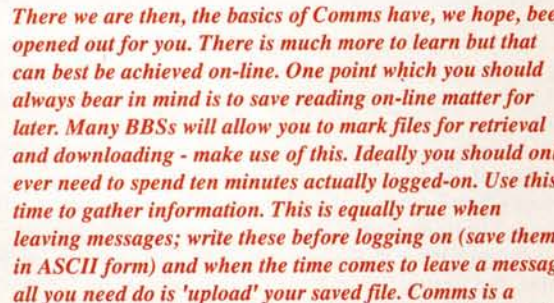 There we are then, the basics of Comms have, we hope, bee
opened out for you. There is much more to learn but that
can best be achieved on-line. One point which you should
always bear in mind is to save reading on-line matter for
later. Many BBSs will allow you to mark files for retrieval
and downloading - make use of this. Ideally you should on
ever need to spend ten minutes actually logged-on. Use this
time to gather information. This is equally true when
leaving messages; write these before logging on (save them
in ASCII form) and when the time comes to leave a messag
all you need do is 'upload' your saved file. Comms is a